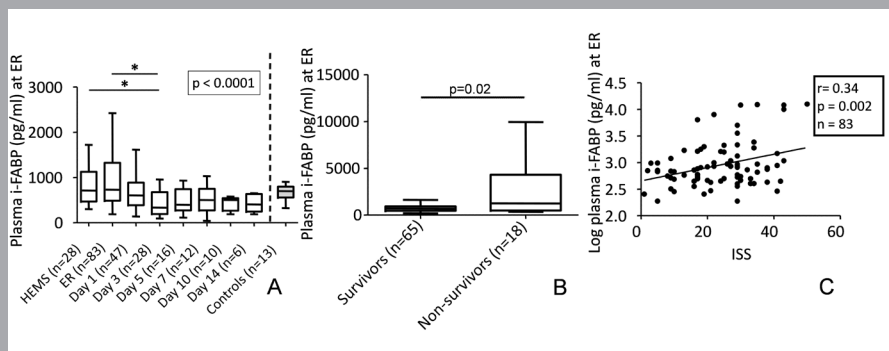 Plasma i-FABP (pg/ml) at ER
3000
2000
1000
0
*
*
p < 0.0001
HEMS (n=28)
ER (n=83)
Day 1 (n=47)
Day 3 (n=28)
Day 5 (n=16)
Day 7 (n=12)
Day 10 (n=10)
Day 14 (n=6)
Controls (n=13)
A
Plasma i-FABP (pg/ml) at ER
15000
10000
5000
0
p=0.02
Survivors (n=65)
Non-survivors (n=18)
B
Log plasma i-FABP (pg/ml) at ER
4.5
4.0
3.5
3.0
2.5
2.0
0
20
40
60
ISS
r= 0.34
p = 0.002
n = 83
C